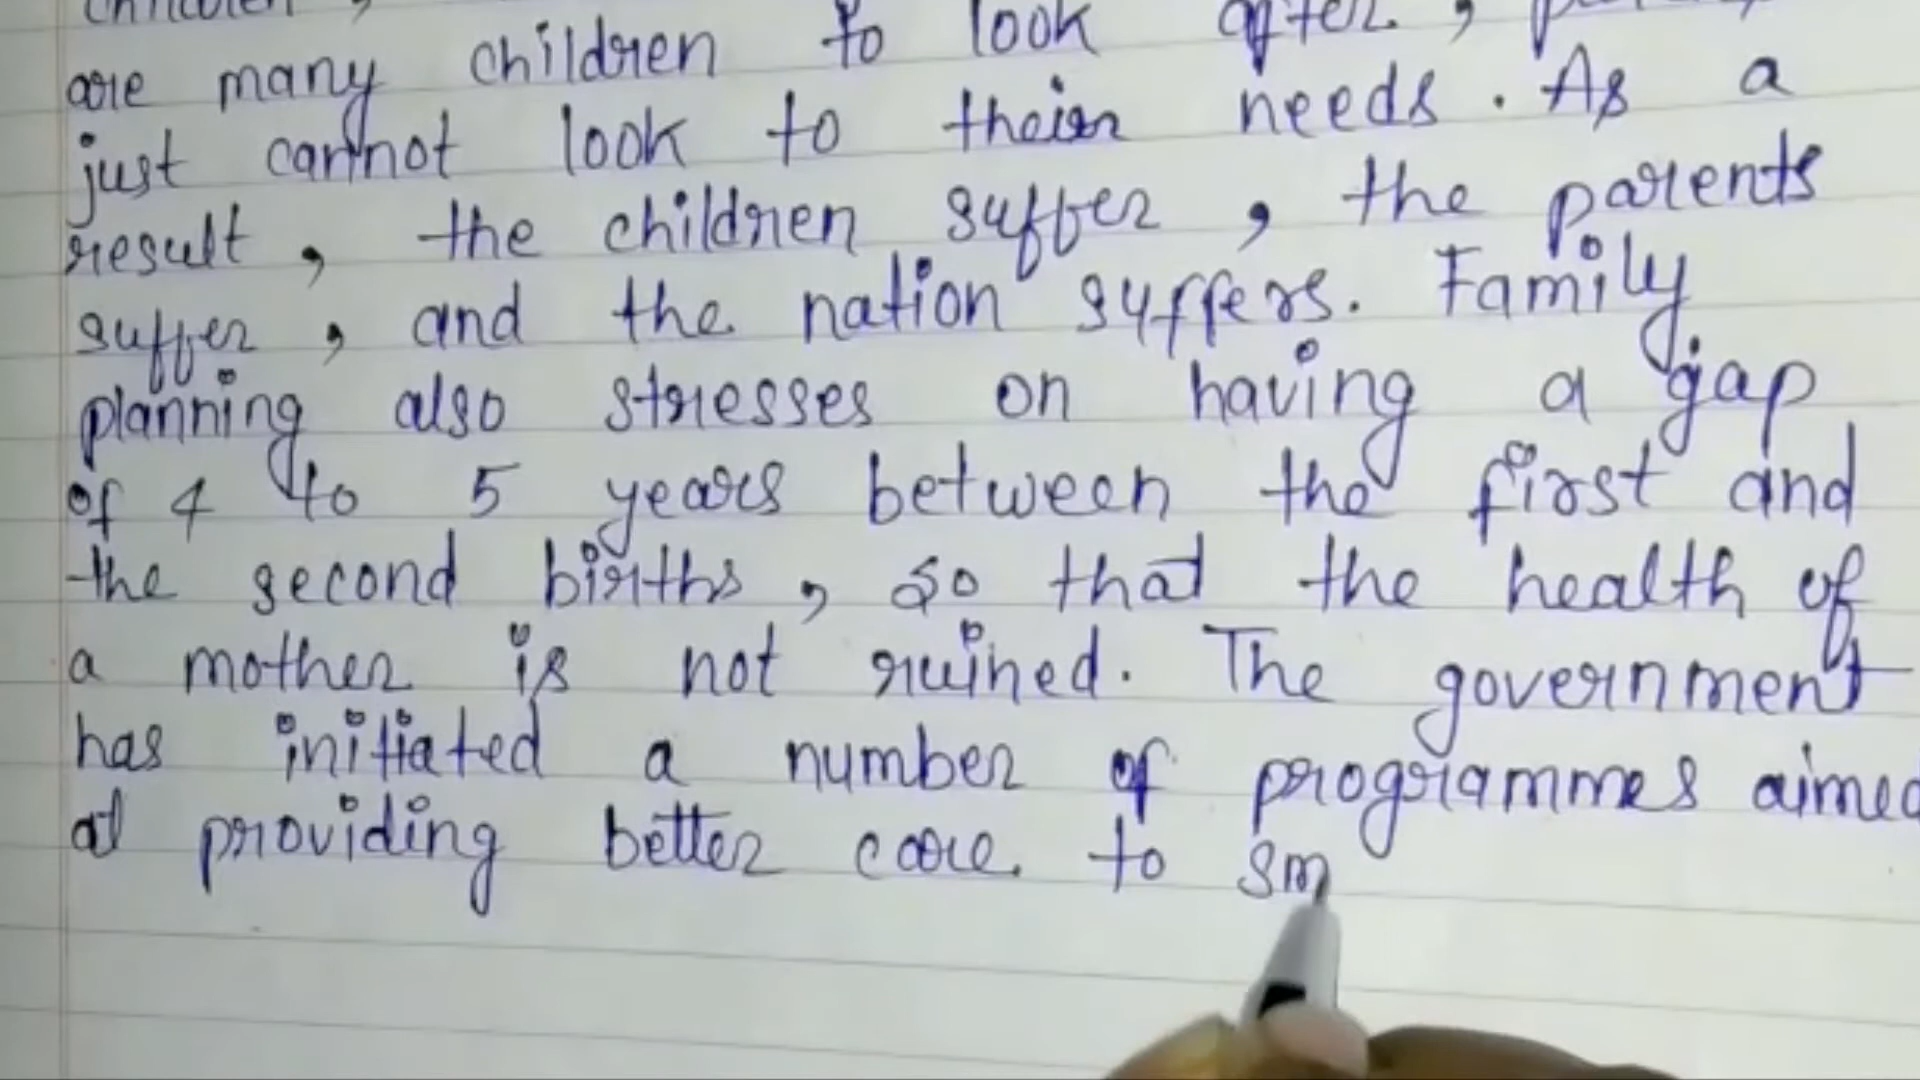 are many children to look after,
just cannot look to their needs. As a
result, the children suffer, the parents
suffer, and the nation suffers. Family
planning also stresses on having a gap
of 4 to 5 years between the first and
the second births, so that the health of
a mother is not ruined. The government
has initiated a number of programmes aimed
at providing better care to sm